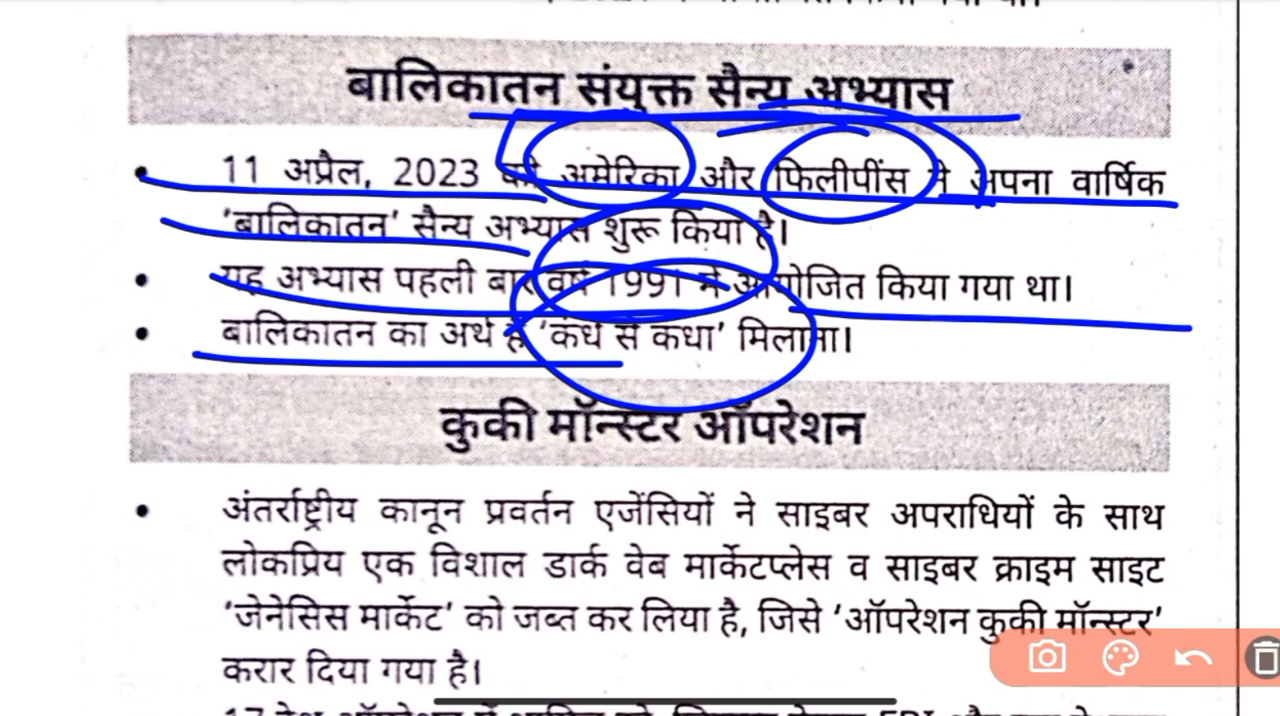 बालिकातन संयुक्त सैन्य अभ्यास
11 अप्रैल, 2023 को अमेरिका और फिलीपींस ने अपना वार्षिक
'बालिकातन' सैन्य अभ्यास शुरू किया है।
यह अभ्यास पहली बार वर्ष 1991 में आयोजित किया गया था।
बालिकातन का अर्थ है 'कंधे से कंधा' मिलाना।
कुकी मॉन्स्टर ऑपरेशन
अंतर्राष्ट्रीय कानून प्रवर्तन एजेंसियों ने साइबर अपराधियों के साथ
लोकप्रिय एक विशाल डार्क वेब मार्केटप्लेस व साइबर क्राइम साइट
'जेनेसिस मार्केट' को जब्त कर लिया है, जिसे 'ऑपरेशन कुकी मॉन्स्टर'
करार दिया गया है।